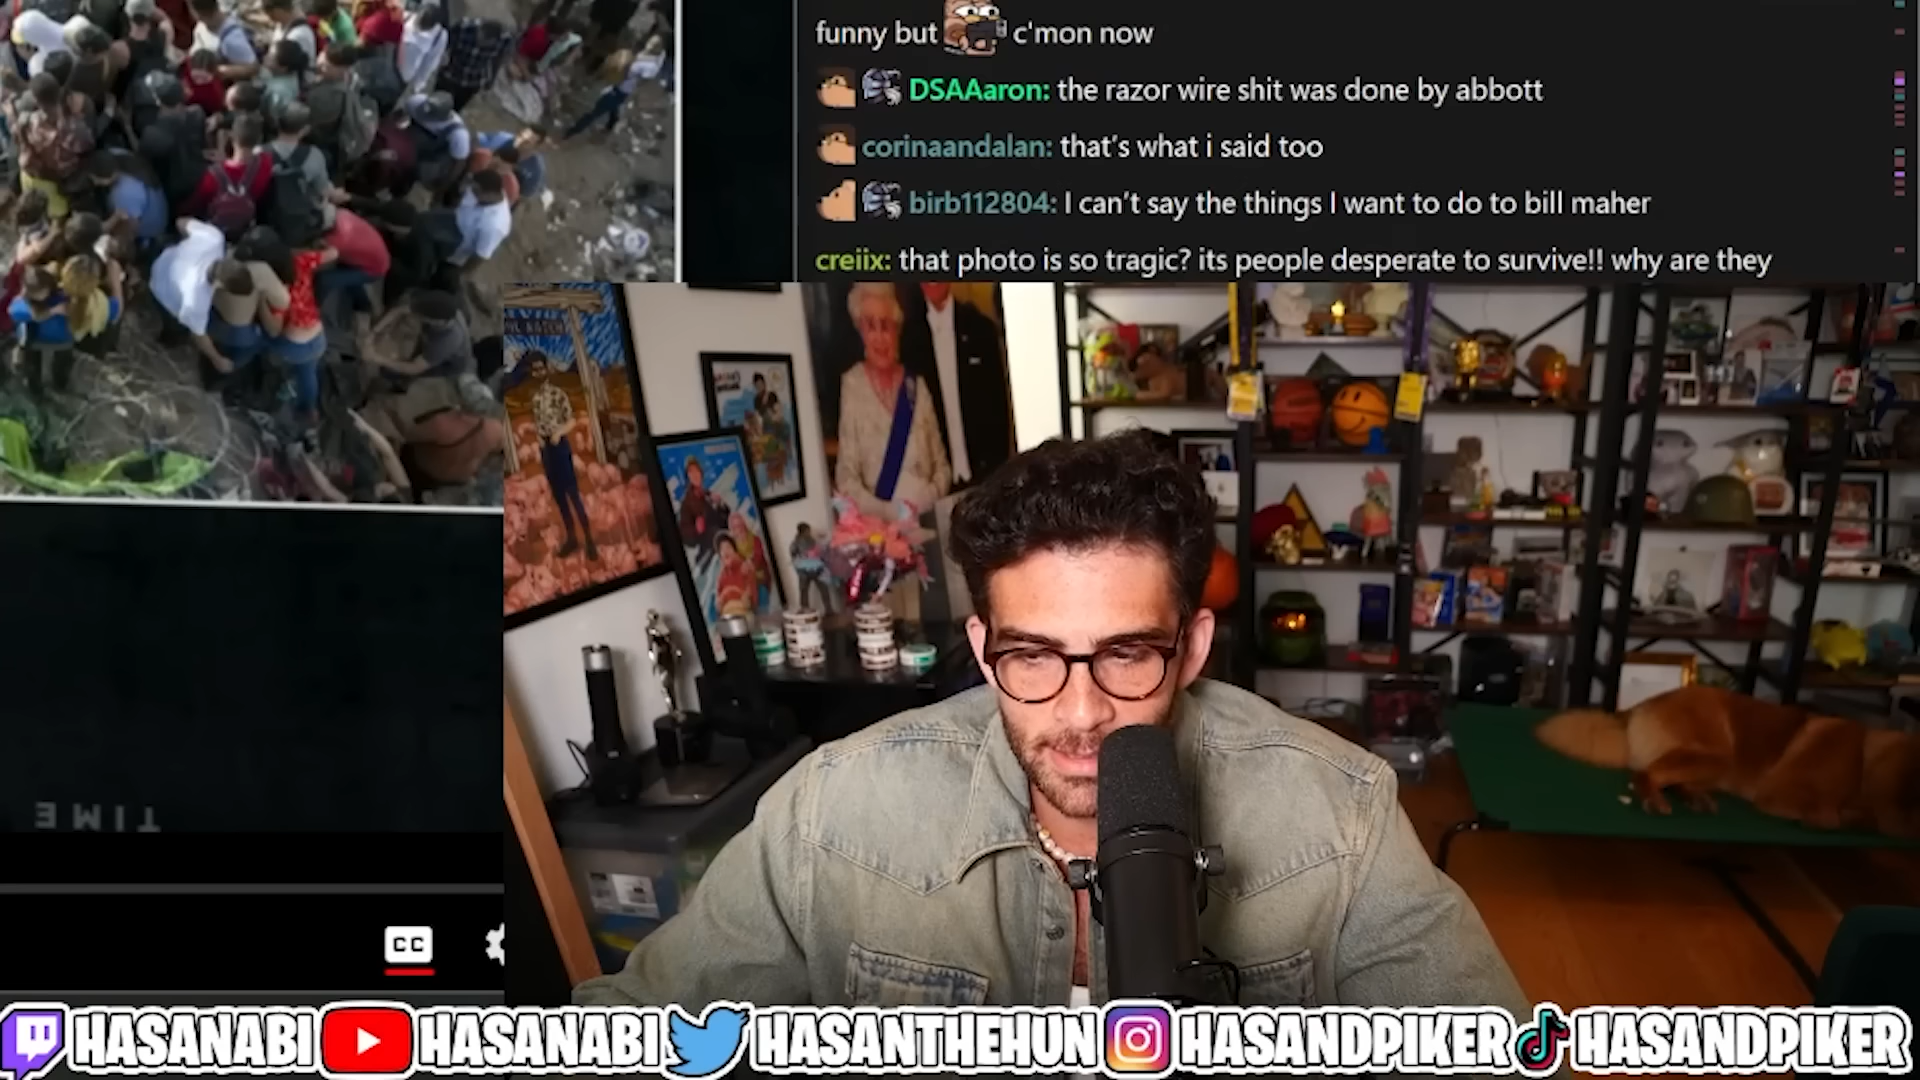 funny but c'mon now
DSAAaron: the razor wire shit was done by abbott
corinaandalan: that's what i said too
birb112804: I can't say the things I want to do to bill maher
creiix: that photo is so tragic? its people desperate to survive!! why are they
TIME
CC
HASANABI HASANABI HASANTHEHUN HASANDPIKER HASANDPIKER